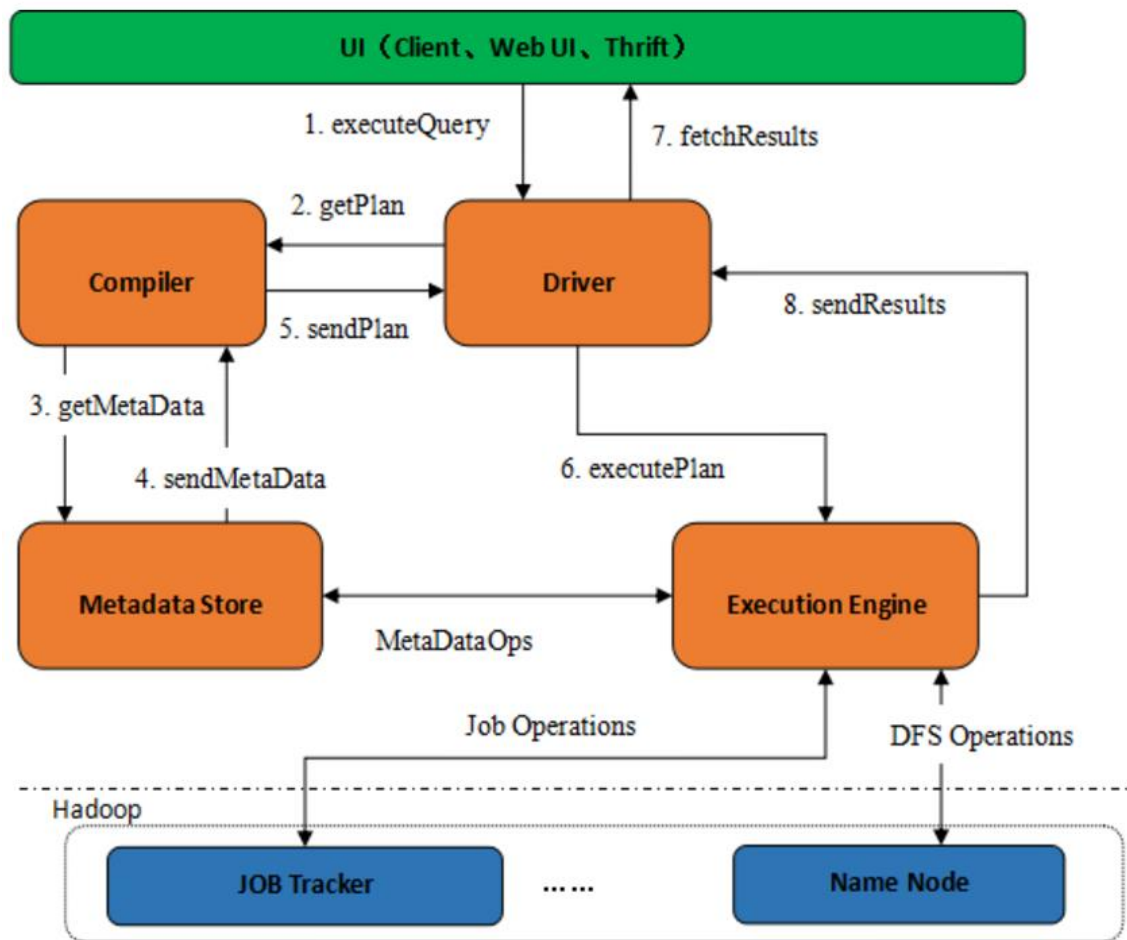 UI（Client、Web UI、Thrift）
1. executeQuery
7. fetchResults
2. getPlan
Compiler
Driver
8. sendResults
5. sendPlan
3. getMetaData
4. sendMetaData
6. executePlan
Metadata Store
Execution Engine
MetaDataOps
Job Operations
DFS Operations
Hadoop
JOB Tracker
... ...
Name Node